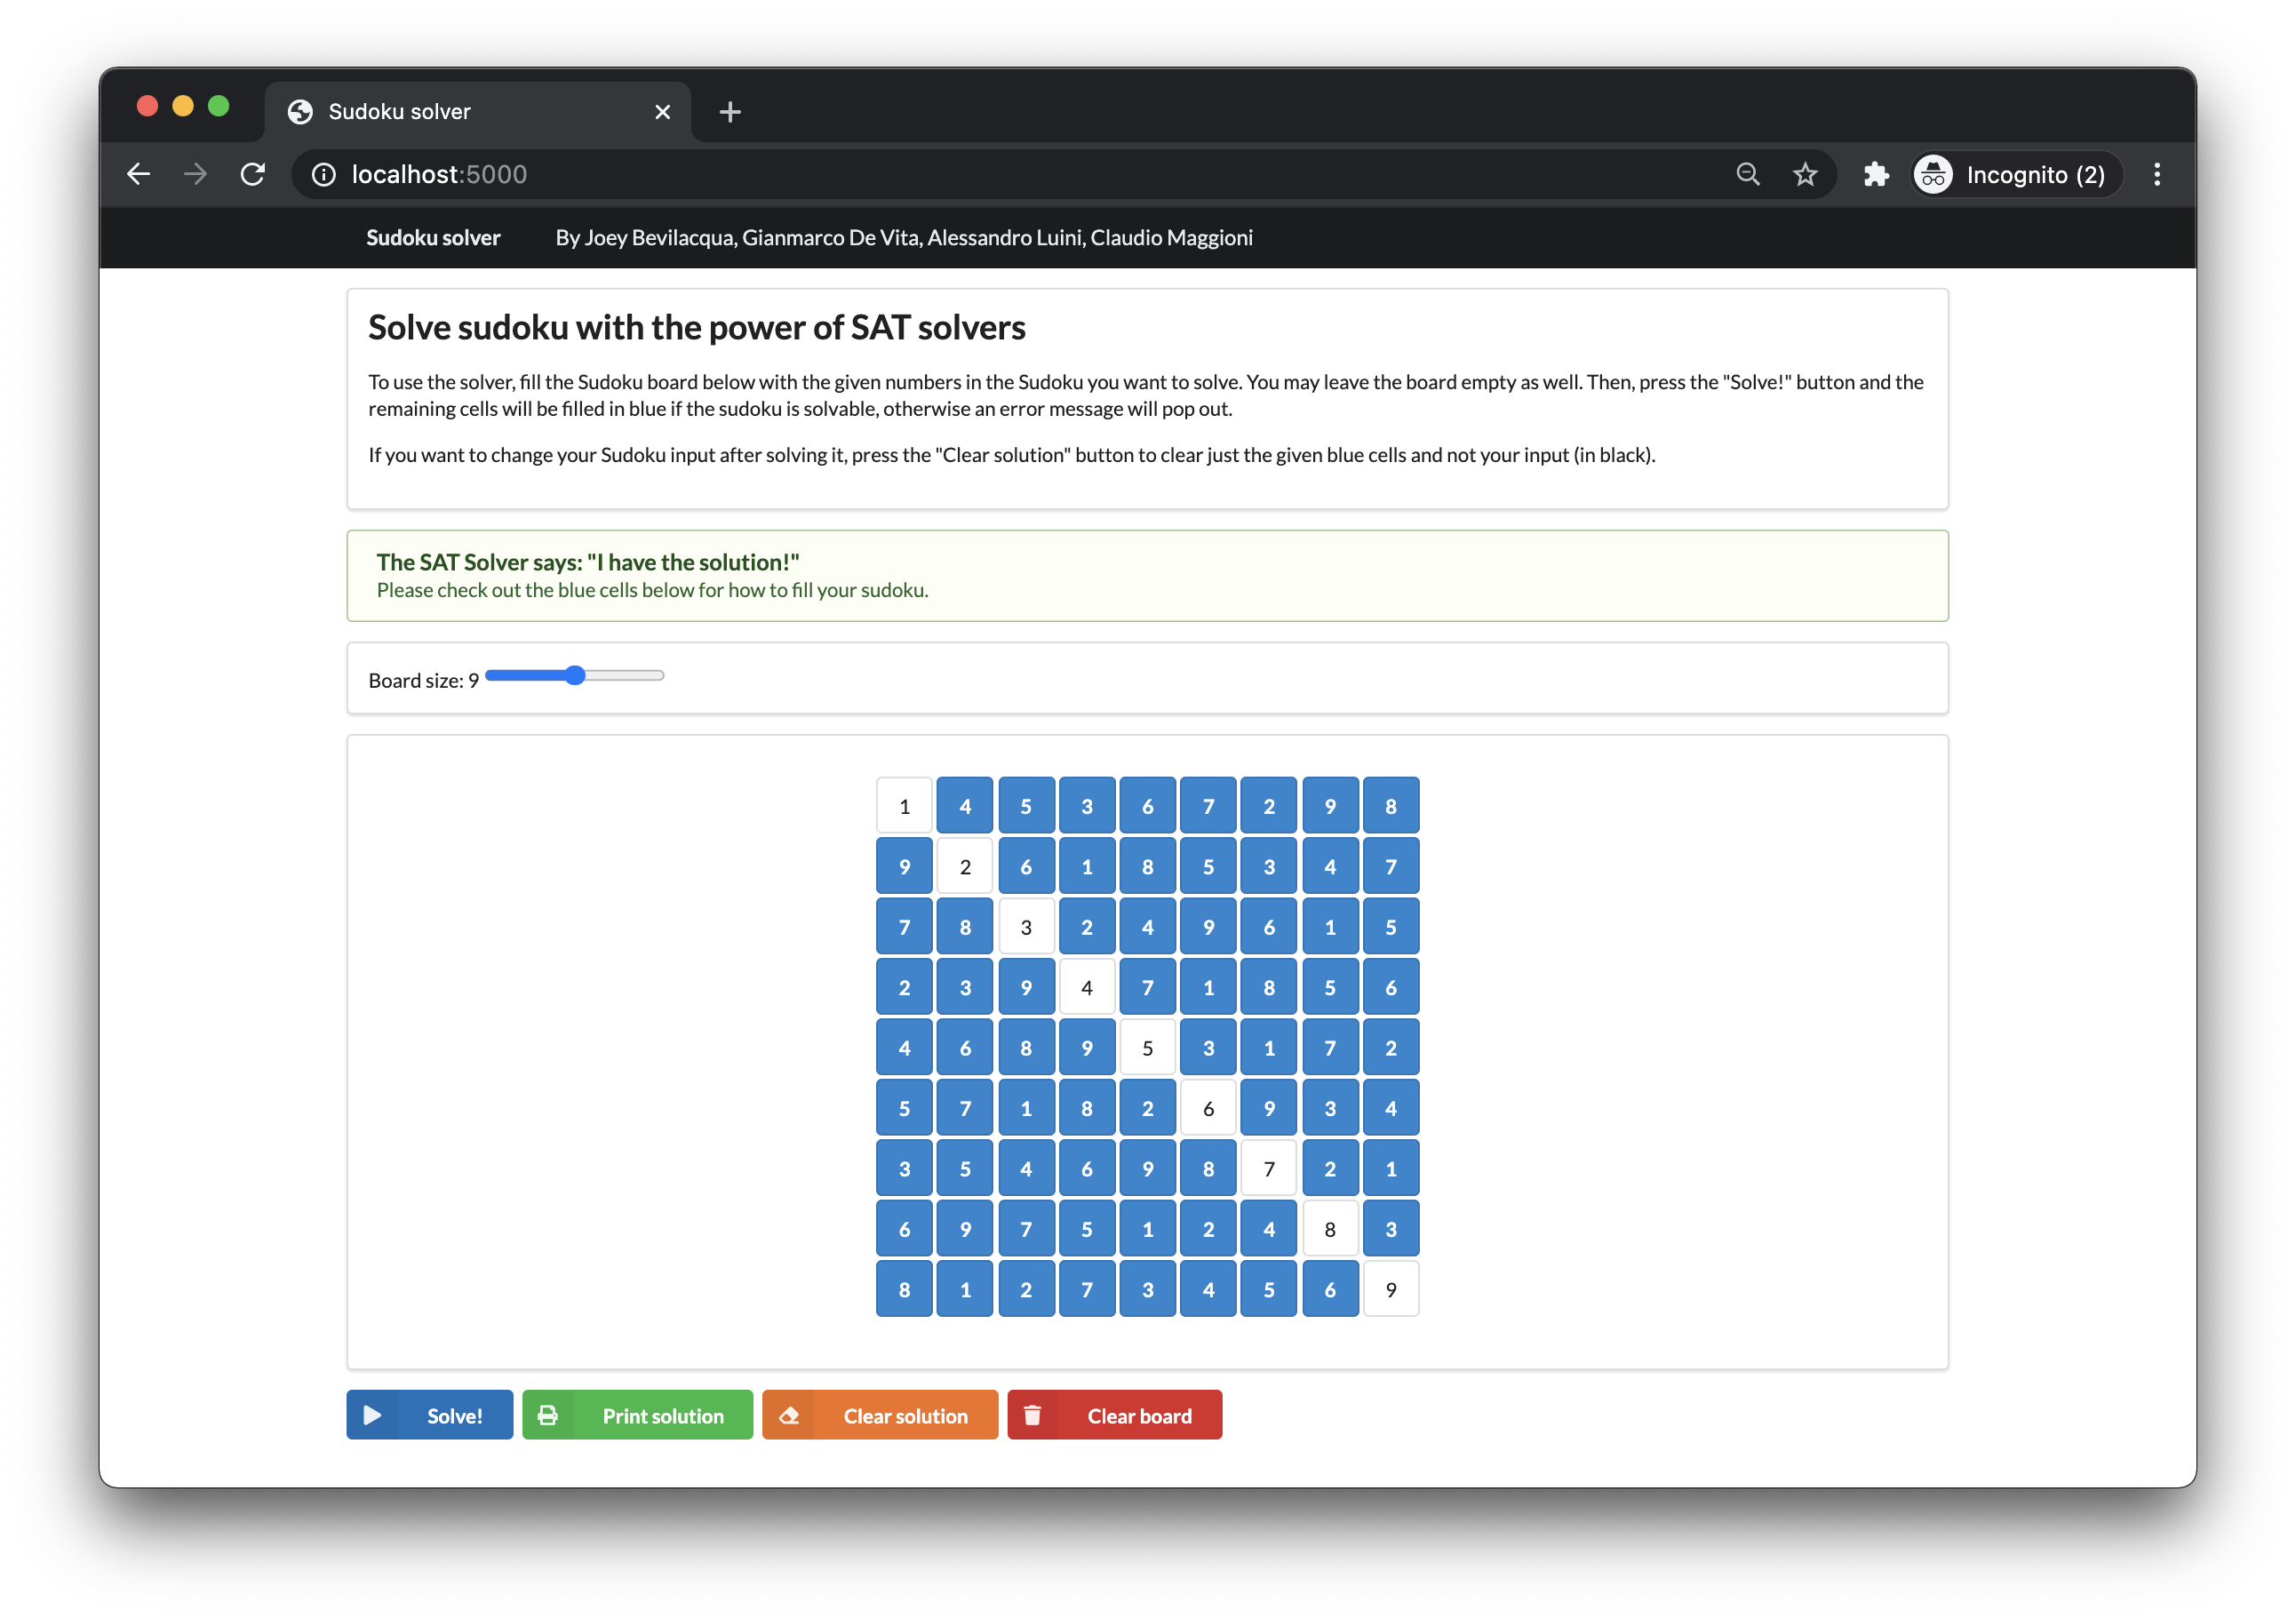 Sudoku solver
localhost:5000
Incognito (2)
Sudoku solver By Joey Bevilacqua, Gianmarco De Vita, Alessandro Luini, Claudio Maggioni
Solve sudoku with the power of SAT solvers
To use the solver, fill the Sudoku board below with the given numbers in the Sudoku you want to solve. You may leave the board empty as well. Then, press the "Solve!" button and the
remaining cells will be filled in blue if the sudoku is solvable, otherwise an error message will pop out.
If you want to change your Sudoku input after solving it, press the "Clear solution" button to clear just the given blue cells and not your input (in black).
The SAT Solver says: "I have the solution!"
Please check out the blue cells below for how to fill your sudoku.
Board size: 9
1 4 5 3 6 7 2 9 8
9 2 6 1 8 5 3 4 7
7 8 3 2 4 9 6 1 5
2 3 9 4 7 1 8 5 6
4 6 8 9 5 3 1 7 2
5 7 1 8 2 6 9 3 4
3 5 4 6 9 8 7 2 1
6 9 7 5 1 2 4 8 3
8 1 2 7 3 4 5 6 9
Solve! Print solution Clear solution Clear board